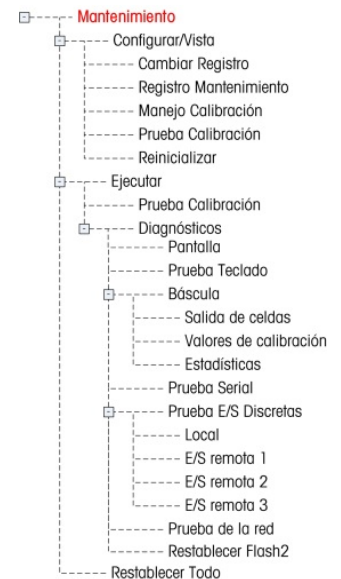 Mantenimiento
Configurar/Vista
Cambiar Registro
Registro Mantenimiento
Manejo Calibración
Prueba Calibración
Reinicializar
Ejecutar
Prueba Calibración
Diagnósticos
Pantalla
Prueba Teclado
Báscula
Salida de celdas
Valores de calibración
Estadísticas
Prueba Serial
Prueba E/S Discretas
Local
E/S remota 1
E/S remota 2
E/S remota 3
Prueba de la red
Restablecer Flash2
Restablecer Todo